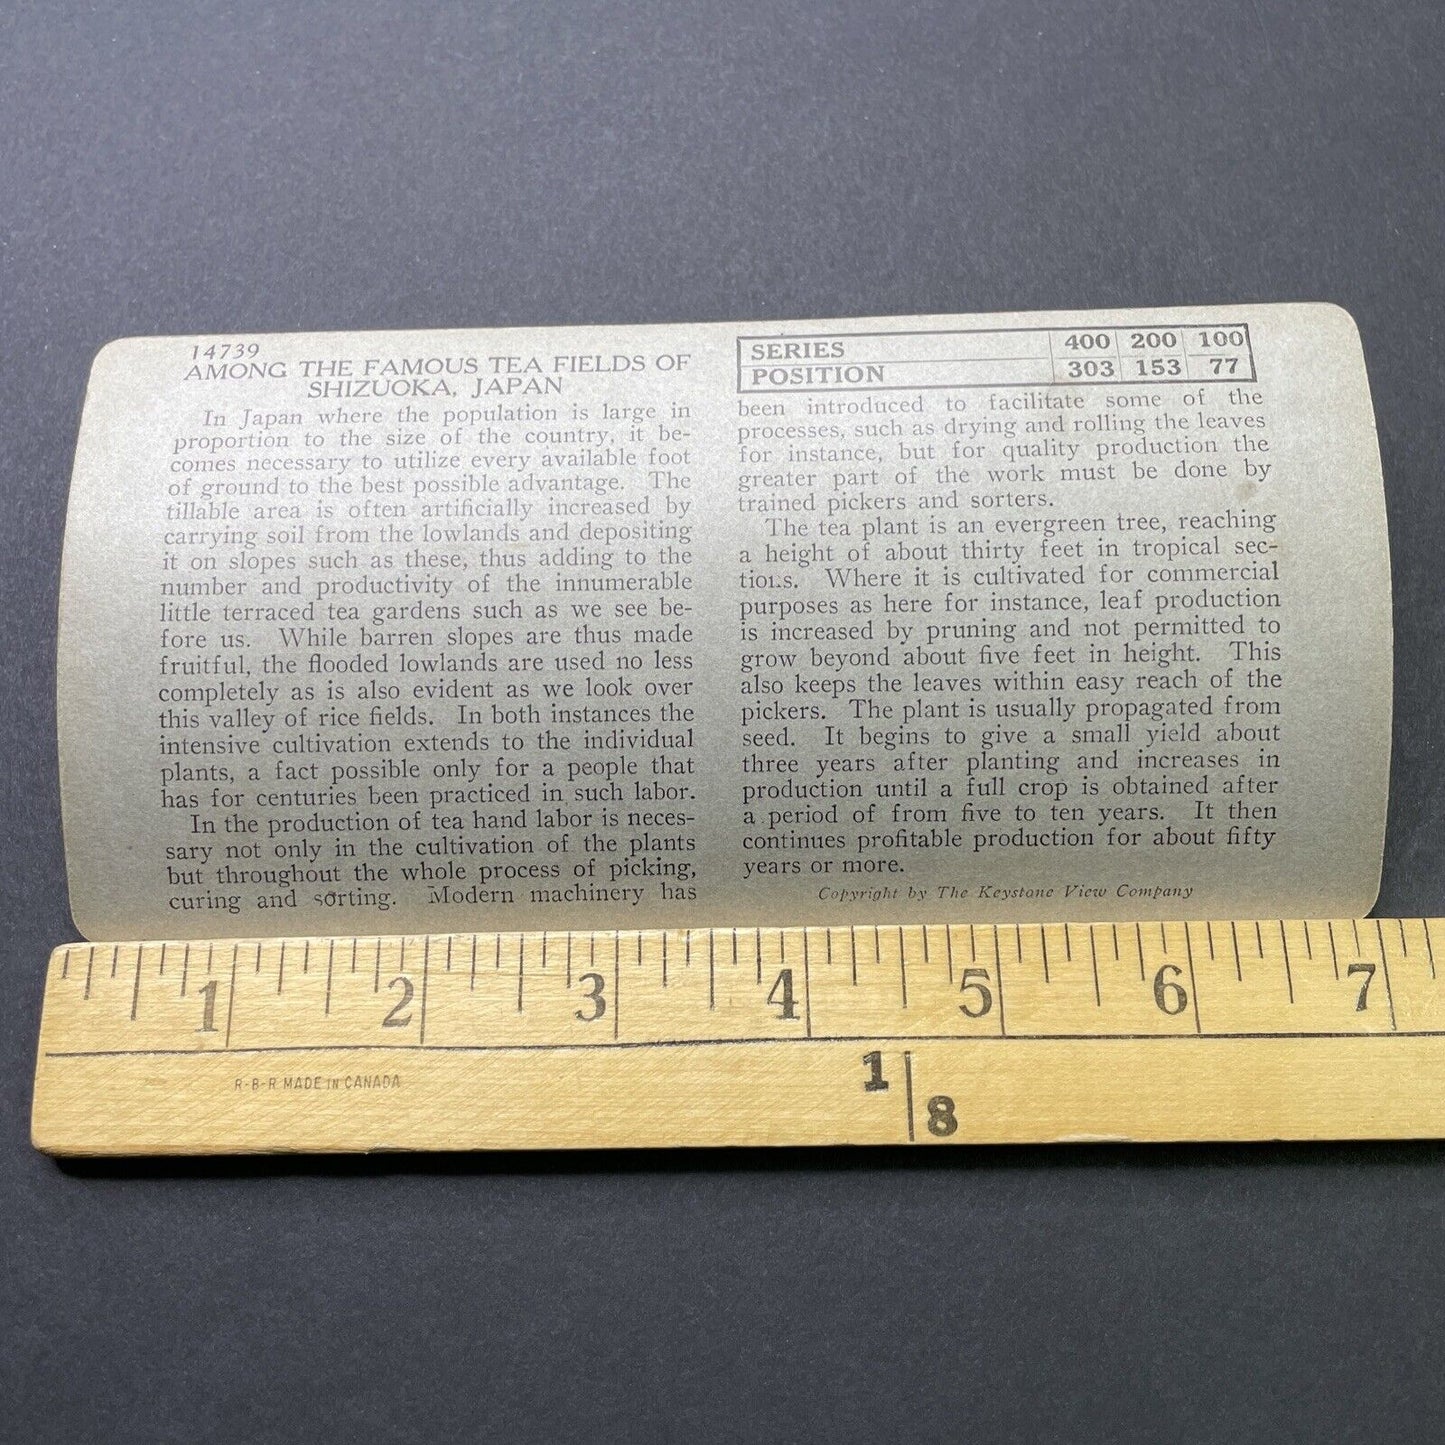 14739
AMONG THE FAMOUS TEA FIELDS OF
SHIZUOKA, JAPAN
In Japan where the population is large in
proportion to the size of the country, it be-
comes necessary to utilize every available foot
of ground to the best possible advantage. The
tillable area is often artificially increased by
carrying soil from the lowlands and depositing
it on slopes such as these, thus adding to the
number and productivity of the innumerable
little terraced tea gardens such as we see be-
fore us. While barren slopes are thus made
fruitful, the flooded lowlands are used no less
completely as is also evident as we look over
this valley of rice fields. In both instances the
intensive cultivation extends to the individual
plants, a fact possible only for a people that
has for centuries been practiced in such labor.
In the production of tea hand labor is neces-
sary not only in the cultivation of the plants
but throughout the whole process of picking,
curing and sorting. Modern machinery has
SERIES 400 200 100
POSITION 303 153 77
been introduced to facilitate some of the
processes, such as drying and rolling the leaves
for instance, but for quality production the
greater part of the work must be done by
trained pickers and sorters.
The tea plant is an evergreen tree, reaching
a height of about thirty feet in tropical sec-
tions. Where it is cultivated for commercial
purposes as here for instance, leaf production
is increased by pruning and not permitted to
grow beyond about five feet in height. This
also keeps the leaves within easy reach of the
pickers. The plant is usually propagated from
seed. It begins to give a small yield about
three years after planting and increases in
production until a full crop is obtained after
a period of from five to ten years. It then
continues profitable production for about fifty
years or more.
Copyright by The Keystone View Company
1 2 3 4 5 6 7
R-B-R MADE IN CANADA
1 8